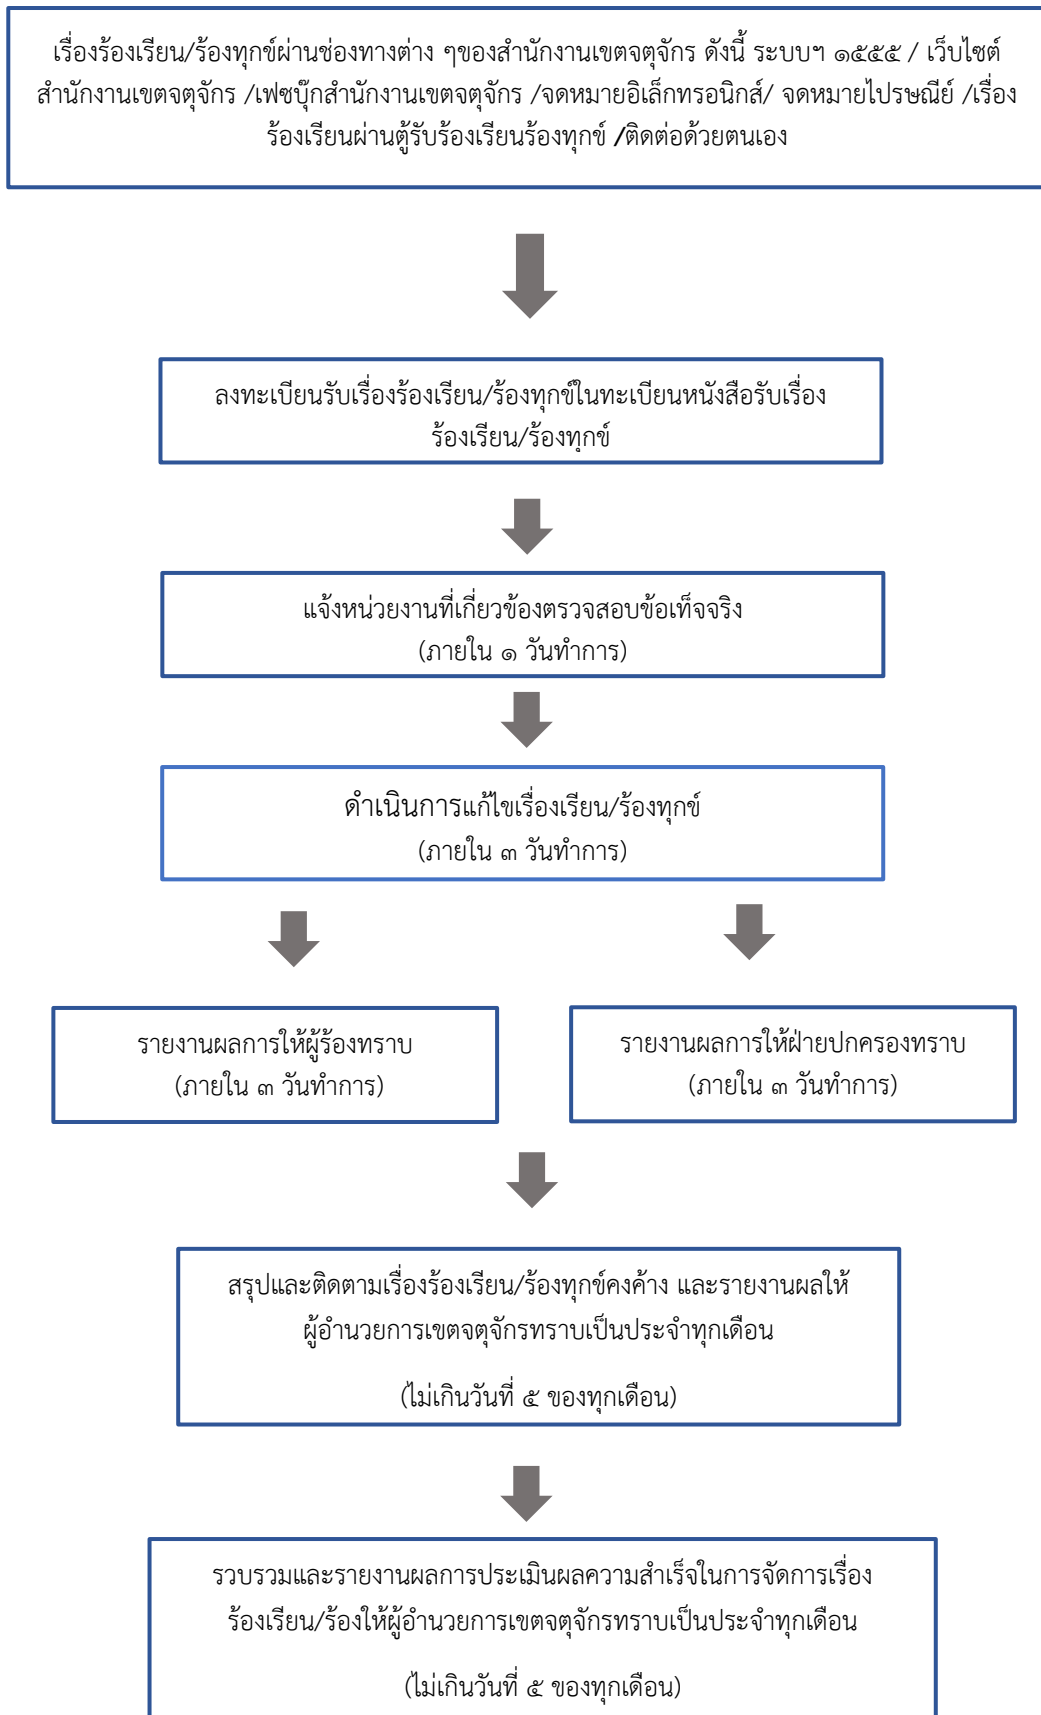 เรื่องร้องเรียน/ร้องทุกข์ผ่านช่องทางต่าง ๆของสำนักงานเขตจตุจักร ดังนี้ ระบบฯ ๑๕๕๕ / เว็บไซต์
สำนักงานเขตจตุจักร /เฟซบุ๊กสำนักงานเขตจตุจักร /จดหมายอิเล็กทรอนิกส์/ จดหมายไปรษณีย์ /เรื่อง
ร้องเรียนผ่านตู้รับร้องเรียนร้องทุกข์ /ติดต่อด้วยตนเอง
ลงทะเบียนรับเรื่องร้องเรียน/ร้องทุกข์ในทะเบียนหนังสือรับเรื่อง
ร้องเรียน/ร้องทุกข์
แจ้งหน่วยงานที่เกี่ยวข้องตรวจสอบข้อเท็จจริง
(ภายใน ๑ วันทำการ)
ดำเนินการแก้ไขเรื่องเรียน/ร้องทุกข์
(ภายใน ๓ วันทำการ)
รายงานผลการให้ผู้ร้องทราบ
(ภายใน ๓ วันทำการ)
รายงานผลการให้ฝ่ายปกครองทราบ
(ภายใน ๓ วันทำการ)
สรุปและติดตามเรื่องร้องเรียน/ร้องทุกข์คงค้าง และรายงานผลให้
ผู้อำนวยการเขตจตุจักรทราบเป็นประจำทุกเดือน
(ไม่เกินวันที่ ๕ ของทุกเดือน)
รวบรวมและรายงานผลการประเมินผลความสำเร็จในการจัดการเรื่อง
ร้องเรียน/ร้องให้ผู้อำนวยการเขตจตุจักรทราบเป็นประจำทุกเดือน
(ไม่เกินวันที่ ๕ ของทุกเดือน)